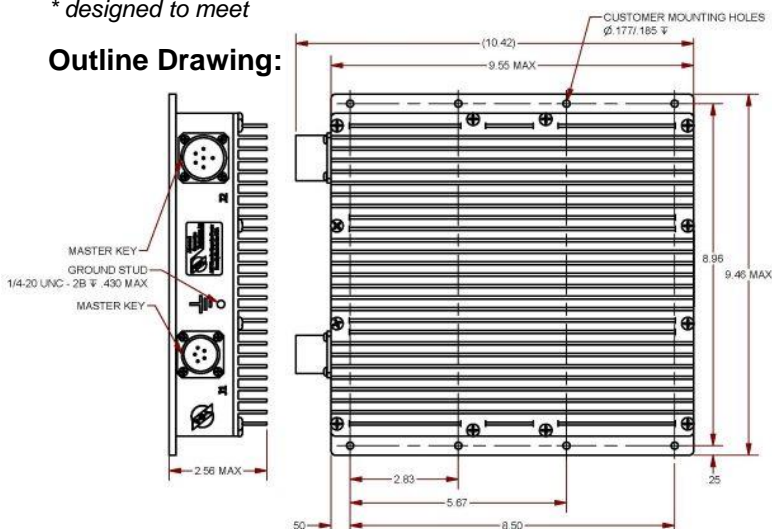 * designed to meet
Outline Drawing:
CUSTOMER MOUNTING HOLES
Ø.177/.185 ↧
(10.42)
9.55 MAX
J2
MASTER KEY
GROUND STUD
1/4-20 UNC - 2B ↧ .430 MAX
MASTER KEY
J1
8.96
9.46 MAX
2.56 MAX
2.83
.25
5.67
.50
8.50